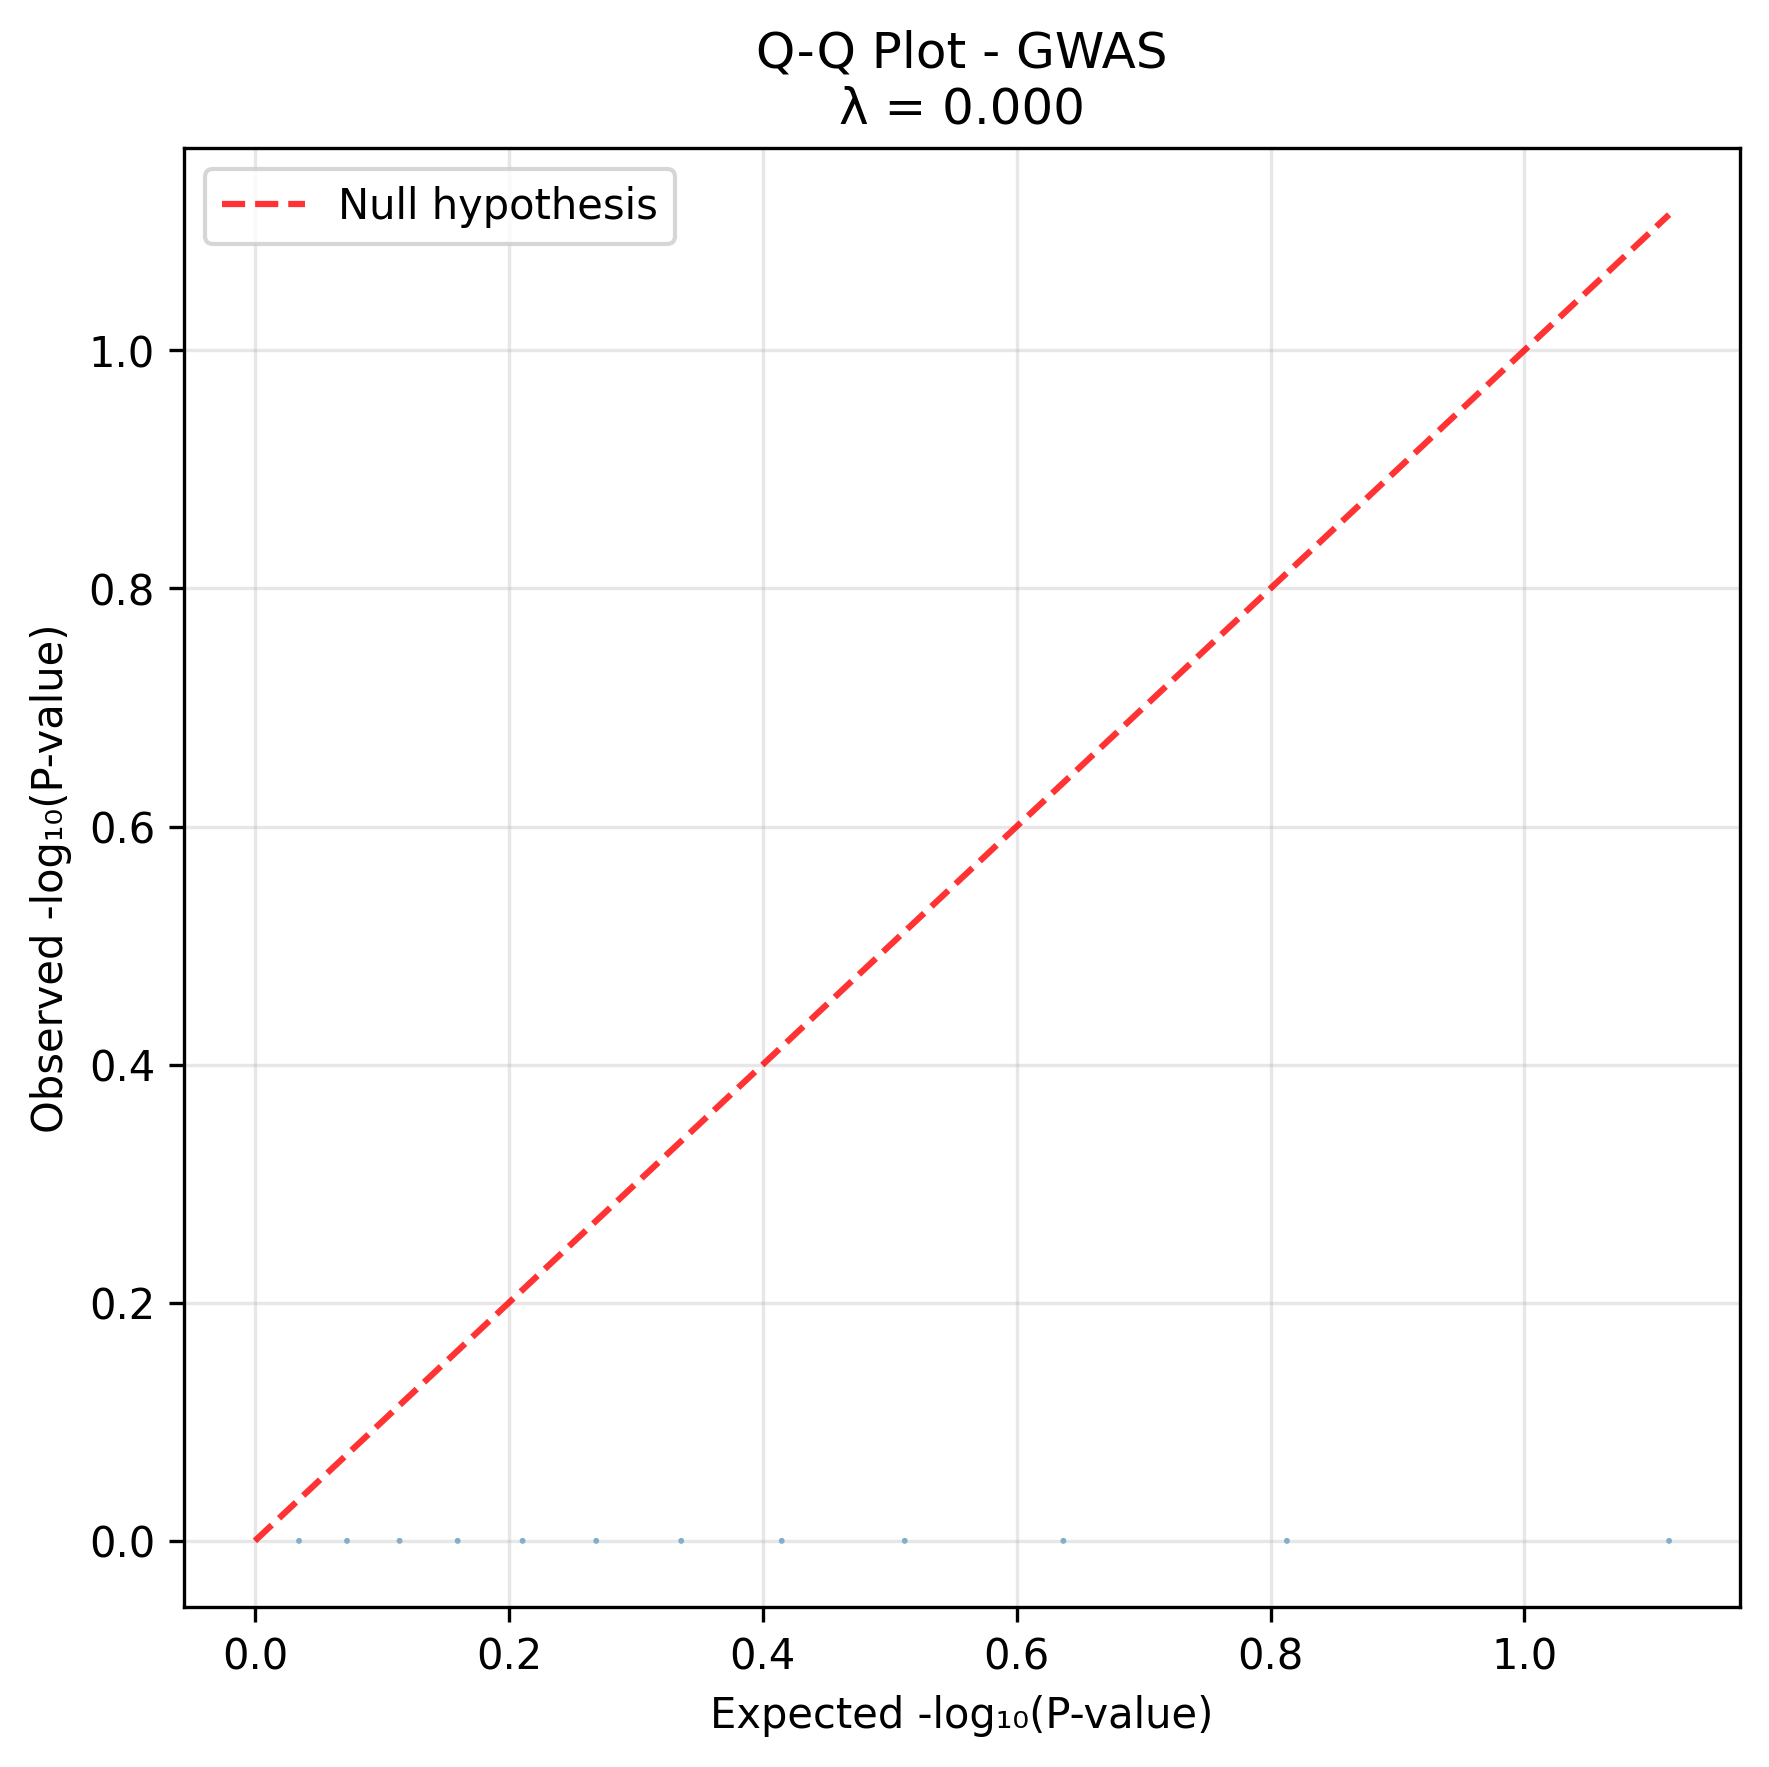 Q-Q Plot - GWAS
λ = 0.000
Null hypothesis
Observed -log₁₀(P-value)
1.0
0.8
0.6
0.4
0.2
0.0
0.0 0.2 0.4 0.6 0.8 1.0
Expected -log₁₀(P-value)